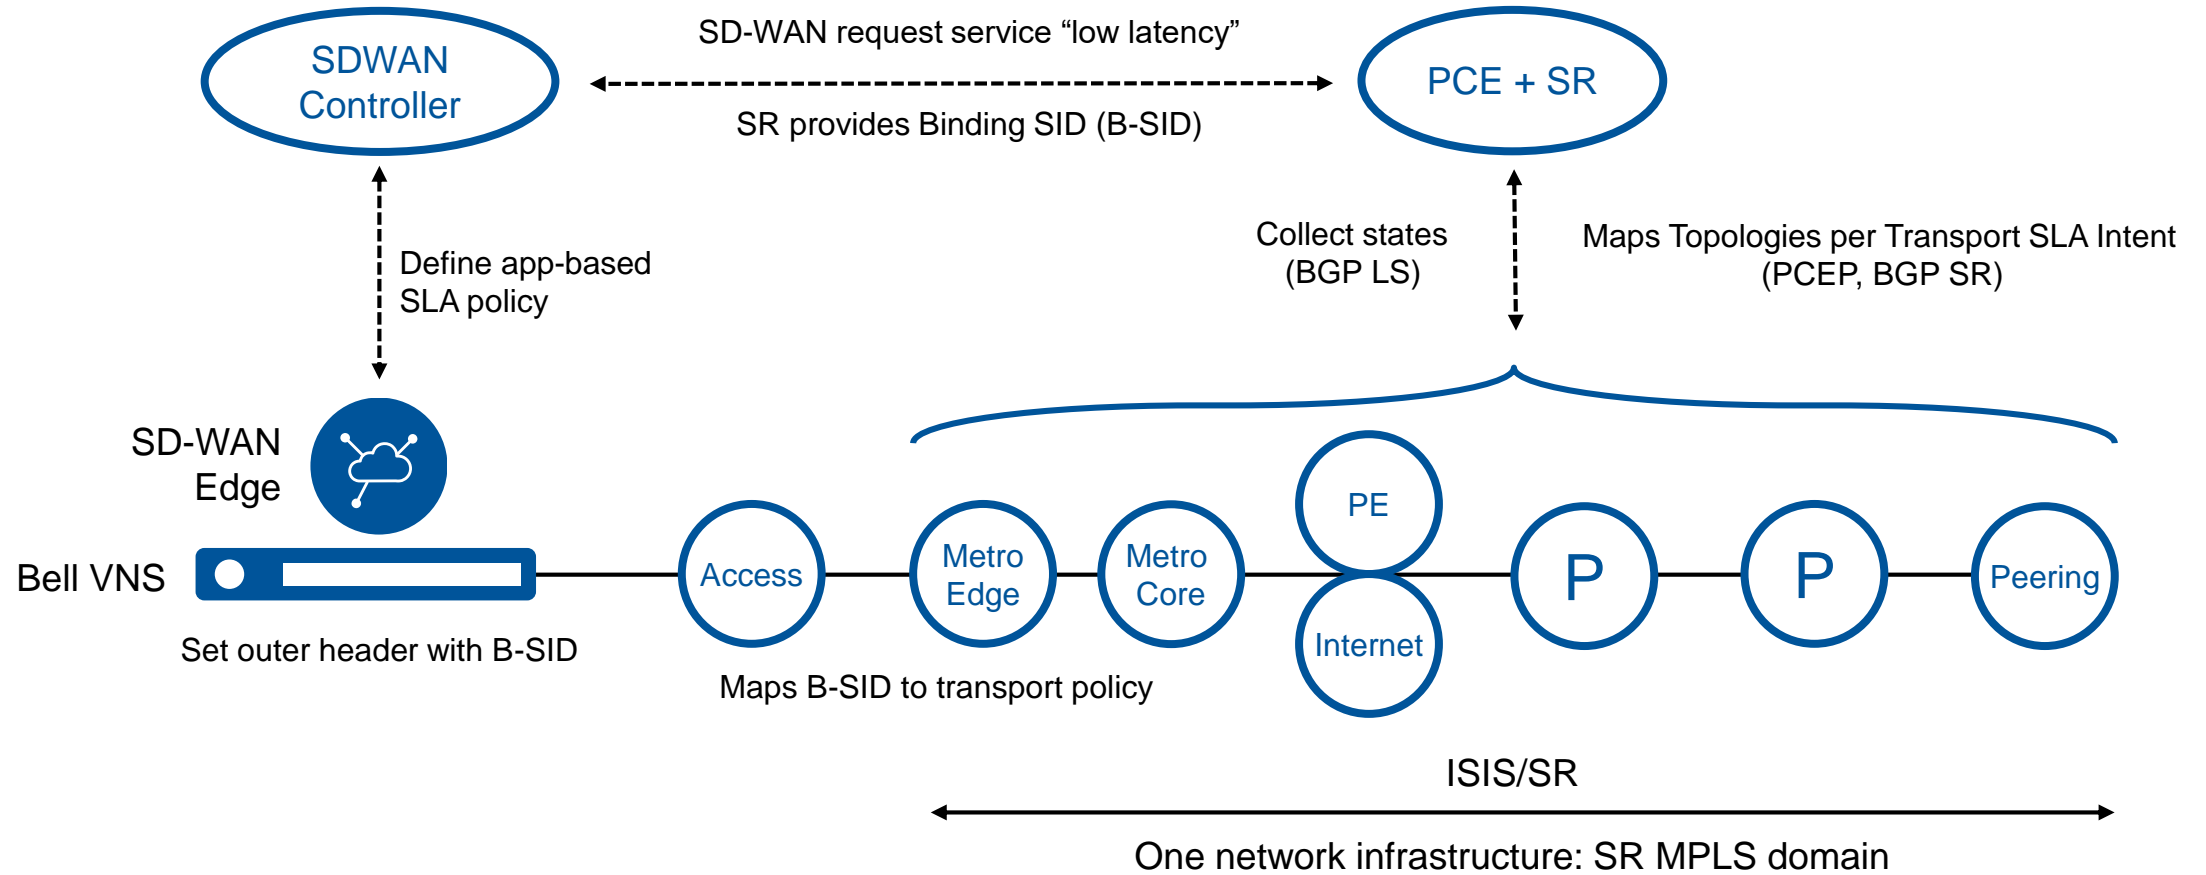 SD-WAN request service “low latency”
SDWAN
Controller
PCE + SR
SR provides Binding SID (B-SID)
Define app-based
SLA policy
Collect states
(BGP LS)
Maps Topologies per Transport SLA Intent
(PCEP, BGP SR)
SD-WAN
Edge
Bell VNS
Access
Metro
Edge
Metro
Core
PE
Internet
P
P
Peering
Set outer header with B-SID
Maps B-SID to transport policy
ISIS/SR
One network infrastructure: SR MPLS domain